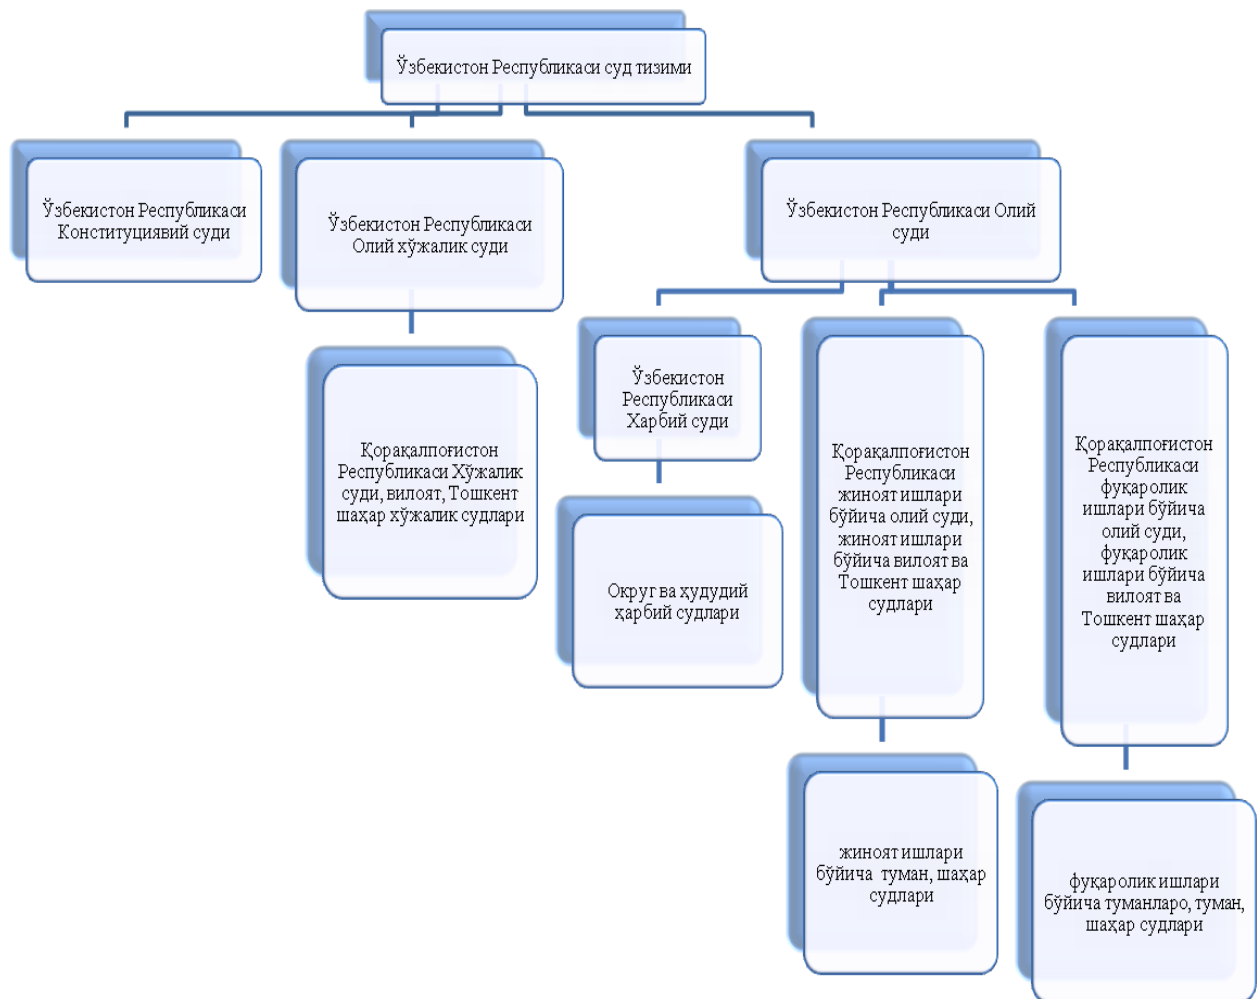 Ўзбекистон Республикаси суд тизими
Ўзбекистон Республикаси
Конституциявий суди
Ўзбекистон Республикаси
Олий хўжалик суди
Ўзбекистон Республикаси Олий
суди
Қорақалпоғистон
Республикаси Хўжалик
суди, вилоят, Тошкент
шаҳар хўжалик судлари
Ўзбекистон
Республикаси
Харбий суди
Округ ва ҳудудий
ҳарбий судлари
Қорақалпоғистон
Республикаси
жиноят ишлари
бўйича олий суди,
жиноят ишлари
бўйича вилоят ва
Тошкент шаҳар
судлари
Қорақалпоғистон
Республикаси
фуқаролик
ишлари бўйича
олий суди,
фуқаролик
ишлари бўйича
вилоят ва
Тошкент шаҳар
судлари
жиноят ишлари
бўйича туман, шаҳар
судлари
фуқаролик ишлари
бўйича туманларо, туман,
шаҳар судлари